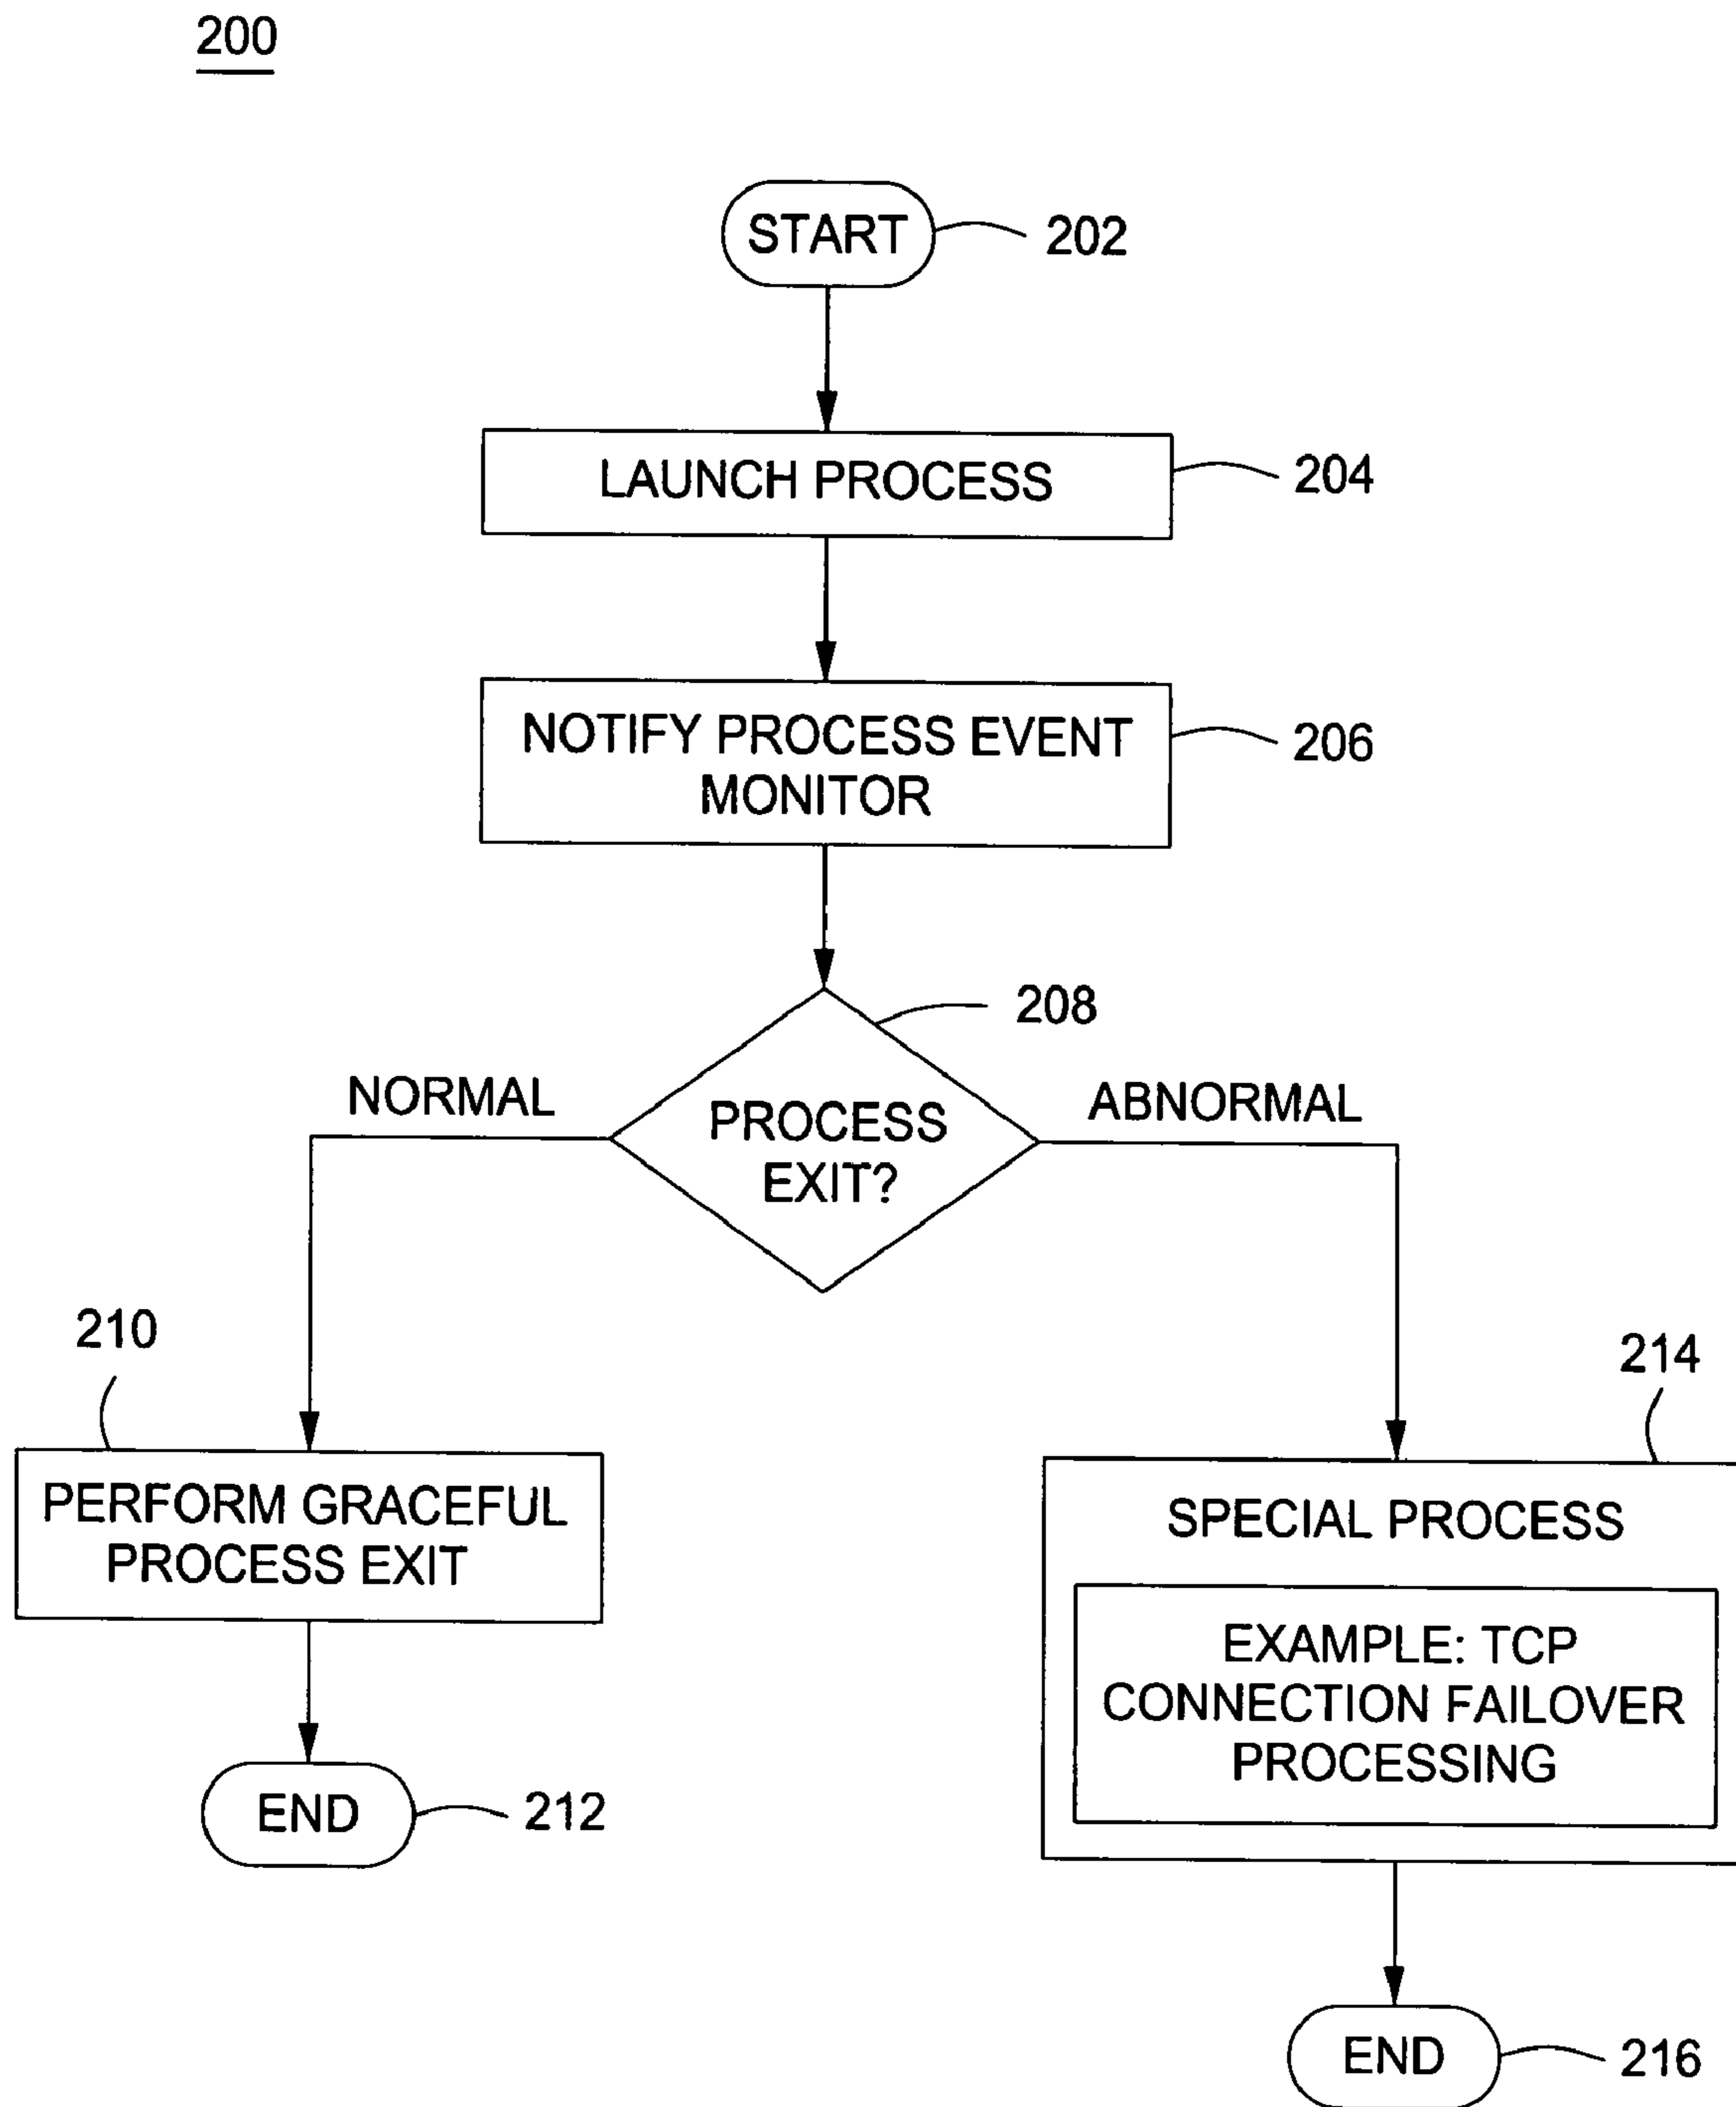 200
START
202
LAUNCH PROCESS
204
NOTIFY PROCESS EVENT
MONITOR
206
208
NORMAL
PROCESS
EXIT?
ABNORMAL
210
PERFORM GRACEFUL
PROCESS EXIT
END
212
214
SPECIAL PROCESS
EXAMPLE: TCP
CONNECTION FAILOVER
PROCESSING
END
216